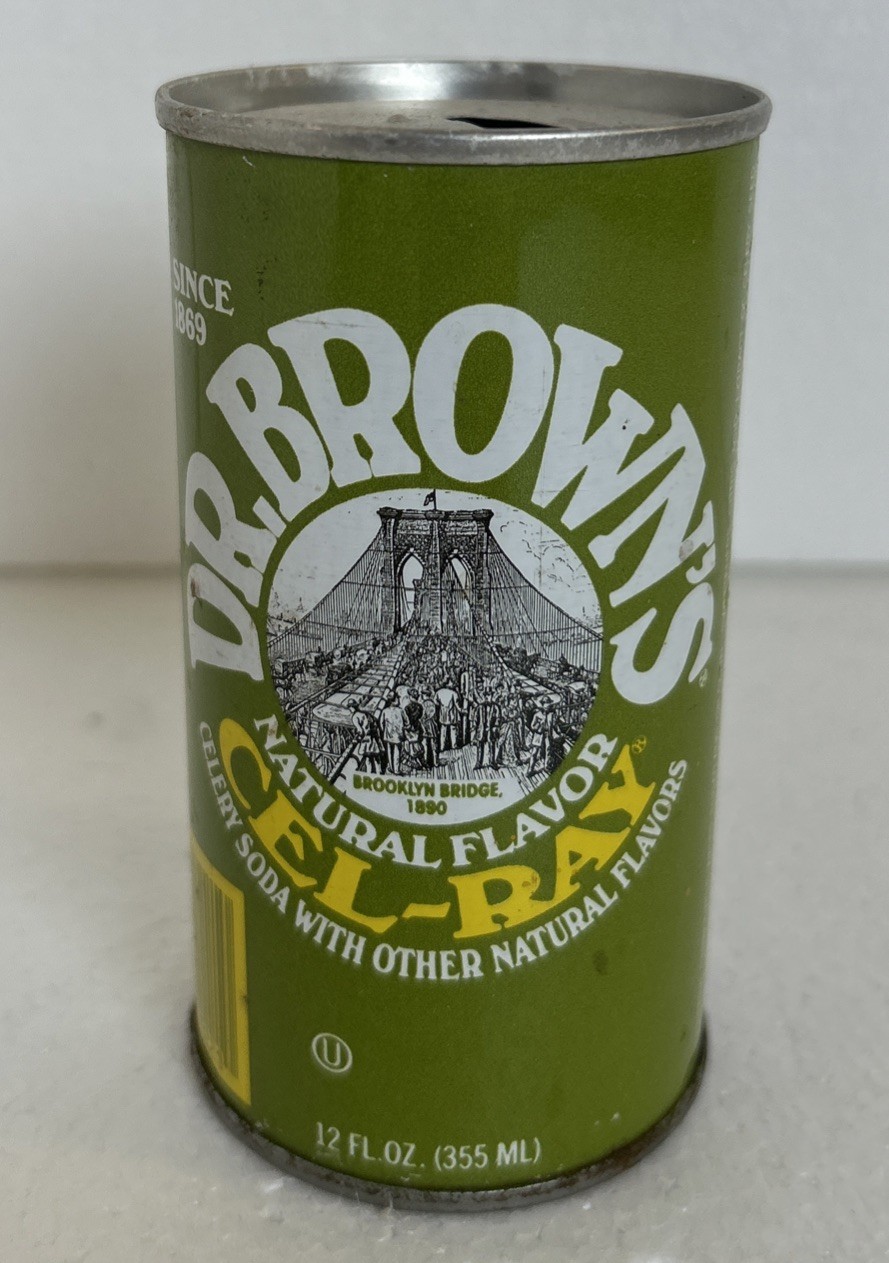 SINCE
1869
DR. BROWN'S®
BROOKLYN BRIDGE,
1890
NATURAL FLAVOR
CEL-RAY®
CELERY SODA WITH OTHER NATURAL FLAVORS
U
12 FL.OZ. (355 ML)